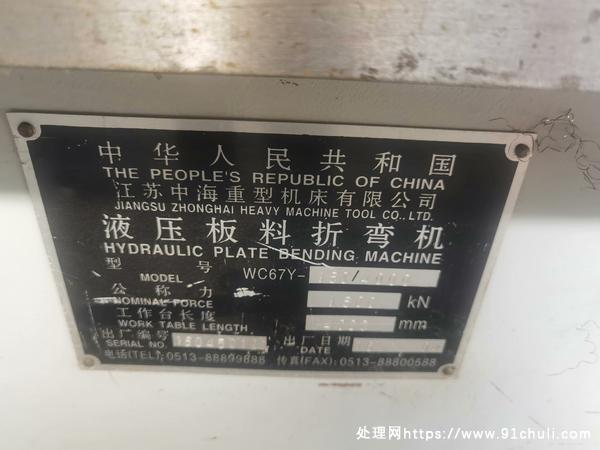 中华人民共和国
THE PEOPLE'S REPUBLIC OF CHINA
江苏中海重型机床有限公司
JIANGSU ZHONGHAI HEAVY MACHINE TOOL CO.,LTD.
液压板料折弯机
HYDRAULIC PLATE BENDING MACHINE
型号
MODEL WC67Y-
公称力
NOMINAL FORCE 1600 kN
工作台长度
WORK TABLE LENGTH mm
出厂编号 出厂日期
SERIAL NO. DATE
电话(TEL): 0513-88809888 传真(FAX): 0513-88800588
处理网https://www.91chuli.com/